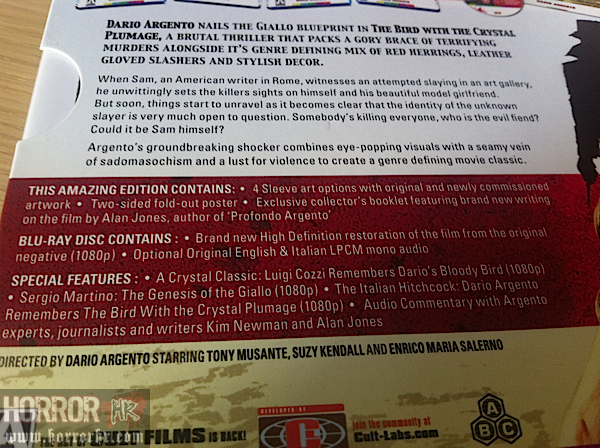 DARIO ARGENTO NAILS THE GIALLO BLUEPRINT IN THE BIRD WITH THE CRYSTAL
PLUMAGE, A BRUTAL THRILLER THAT PACKS A GORY BRACE OF TERRIFYING
MURDERS ALONGSIDE IT'S GENRE DEFINING MIX OF RED HERRINGS, LEATHER
GLOVED SLASHERS AND STYLISH DECOR.
When Sam, an American writer in Rome, witnesses an attempted slaying in an art gallery,
he unwittingly sets the killers sights on himself and his beautiful model girlfriend.
But soon, things start to unravel as it becomes clear that the identity of the unknown
slayer is very much open to question. Somebody's killing everyone, who is the evil fiend?
Could it be Sam himself?
Argento's groundbreaking shocker combines eye-popping visuals with a seamy vein
of sadomasochism and a lust for violence to create a genre defining movie classic.
THIS AMAZING EDITION CONTAINS: • 4 Sleeve art options with original and newly commissioned
artwork • Two-sided fold-out poster • Exclusive collector's booklet featuring brand new writing
on the film by Alan Jones, author of 'Profondo Argento'
BLU-RAY DISC CONTAINS : • Brand new High Definition restoration of the film from the original
negative (1080p) • Optional Original English & Italian LPCM mono audio
SPECIAL FEATURES : • A Crystal Classic: Luigi Cozzi Remembers Dario's Bloody Bird (1080p)
• Sergio Martino: The Genesis of the Giallo (1080p) • The Italian Hitchcock: Dario Argento
Remembers The Bird With the Crystal Plumage (1080p) • Audio Commentary with Argento
experts, journalists and writers Kim Newman and Alan Jones
DIRECTED BY DARIO ARGENTO STARRING TONY MUSANTE, SUZY KENDALL AND ENRICO MARIA SALERNO
HORROR HR
www.horrorhr.com
FILMS IS BACK!
DEVELOPED BY
join the community at
Cult-Labs.com
A B C